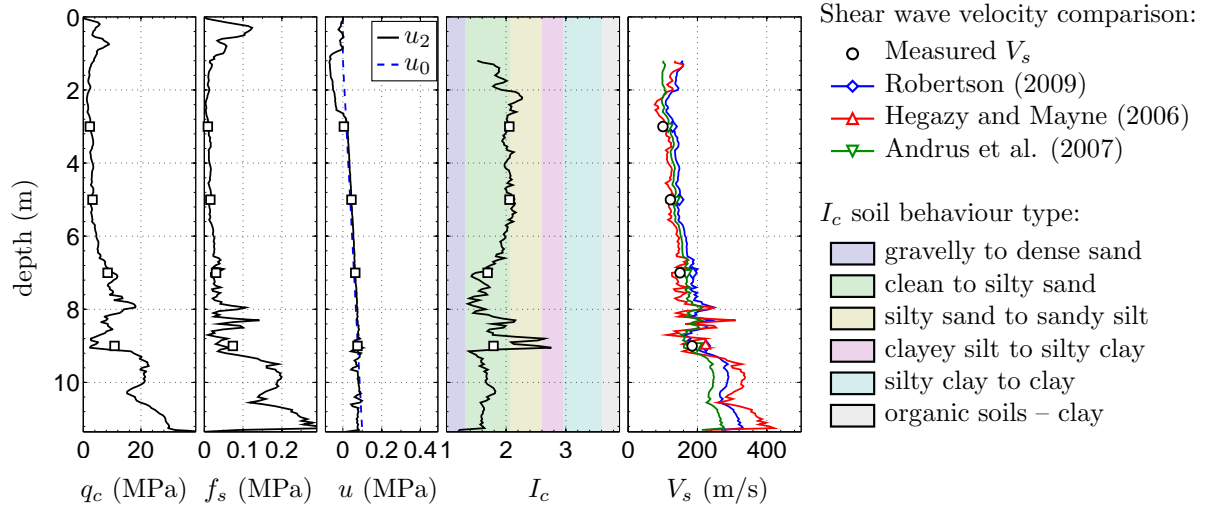 0
2
4
6
8
10
depth (m)
0 20
q_c (MPa)
0 0.1 0.2
f_s (MPa)
u_2
u_0
0 0.2 0.4
u (MPa)
1 2 3
I_c
0 200 400
V_s (m/s)
Shear wave velocity comparison:
Measured V_s
Robertson (2009)
Hegazy and Mayne (2006)
Andrus et al. (2007)
I_c soil behaviour type:
gravelly to dense sand
clean to silty sand
silty sand to sandy silt
clayey silt to silty clay
silty clay to clay
organic soils – clay